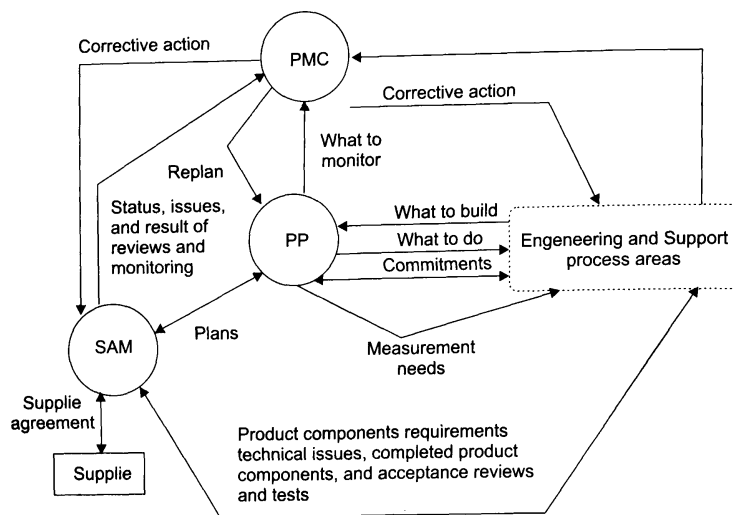 Corrective action
PMC
Corrective action
What to
monitor
Replan
Status, issues,
and result of
reviews and
monitoring
PP
What to build
What to do
Commitments
Engeneering and Support
process areas
SAM
Plans
Measurement
needs
Supplie
agreement
Supplie
Product components requirements
technical issues, completed product
components, and acceptance reviews
and tests